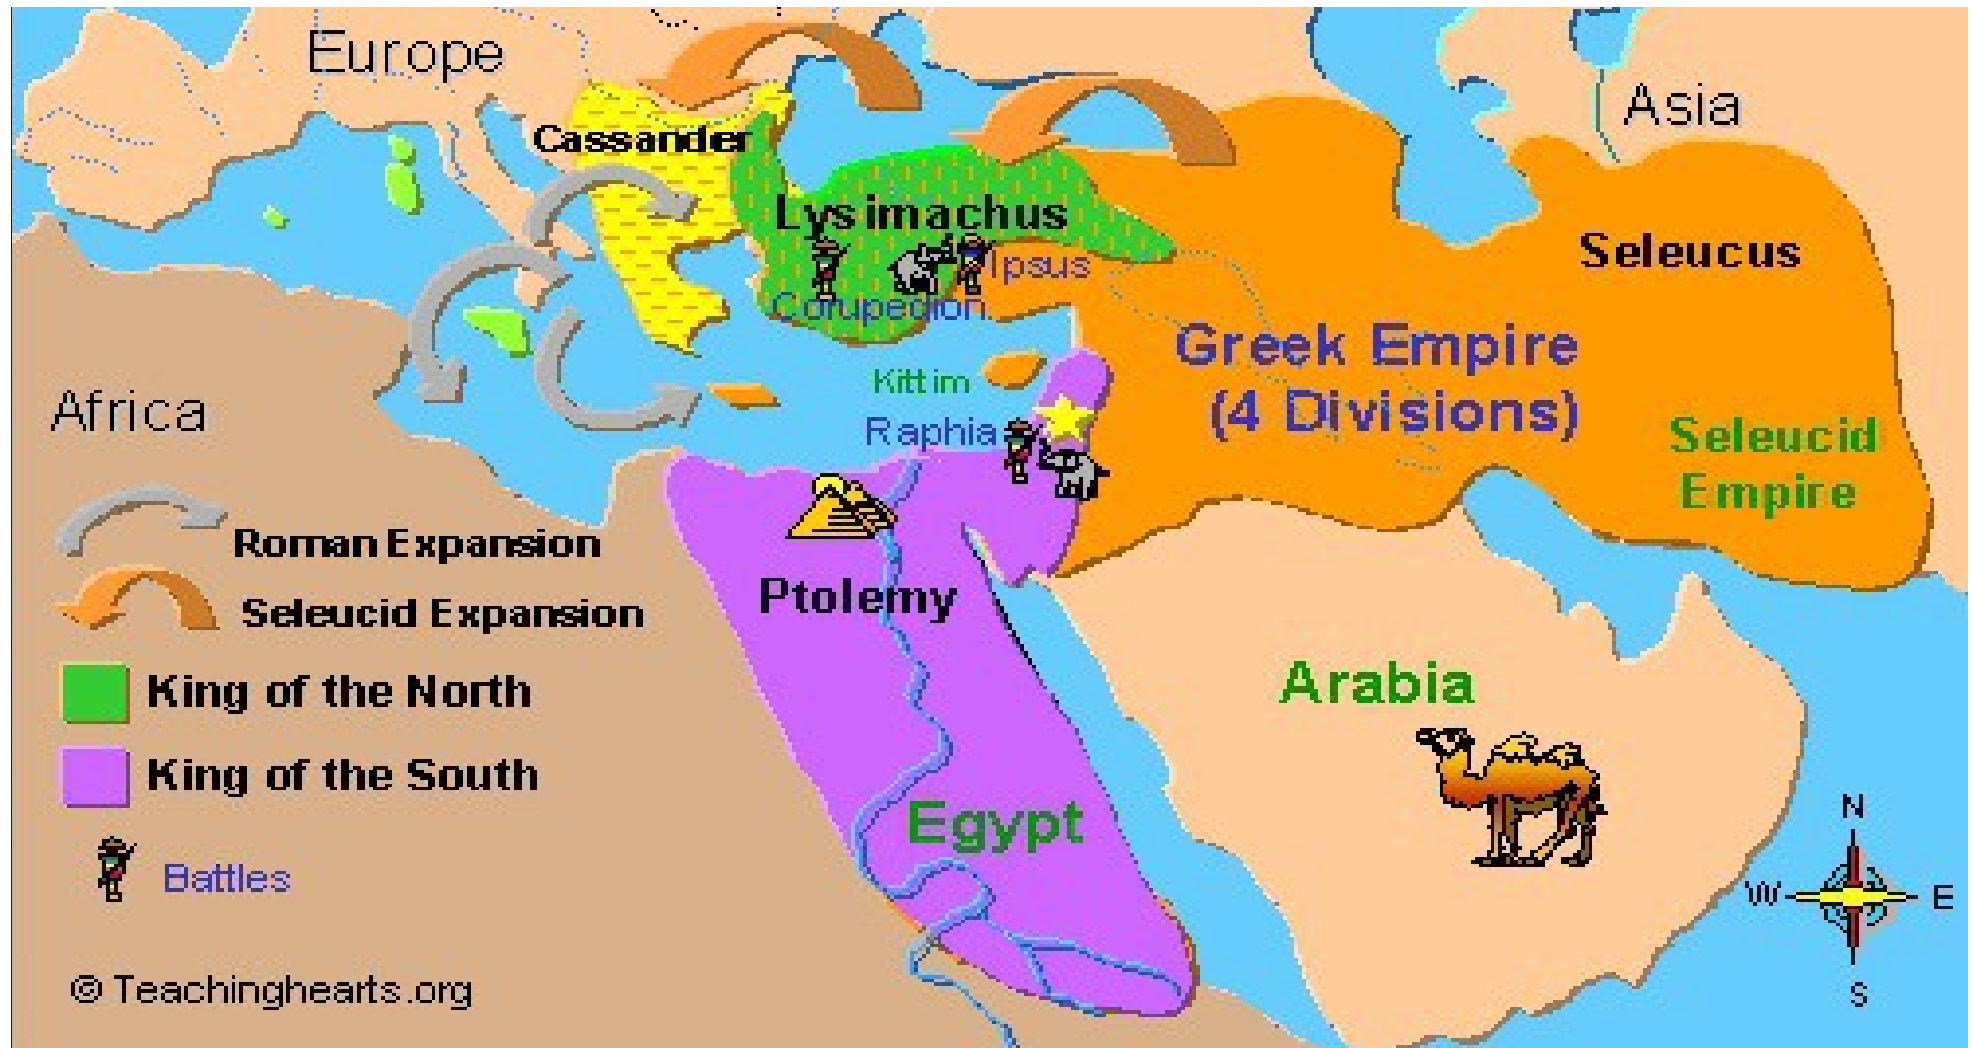 Europe
Asia
Cassander
Lysimachus
Seleucus
Ipsus
Corupedion
Greek Empire
(4 Divisions)
Kittim
Africa
Raphia
Seleucid
Empire
Roman Expansion
Ptolemy
Seleucid Expansion
King of the North
Arabia
King of the South
Egypt
N
Battles
W
E
© Teachinghearts.org
S